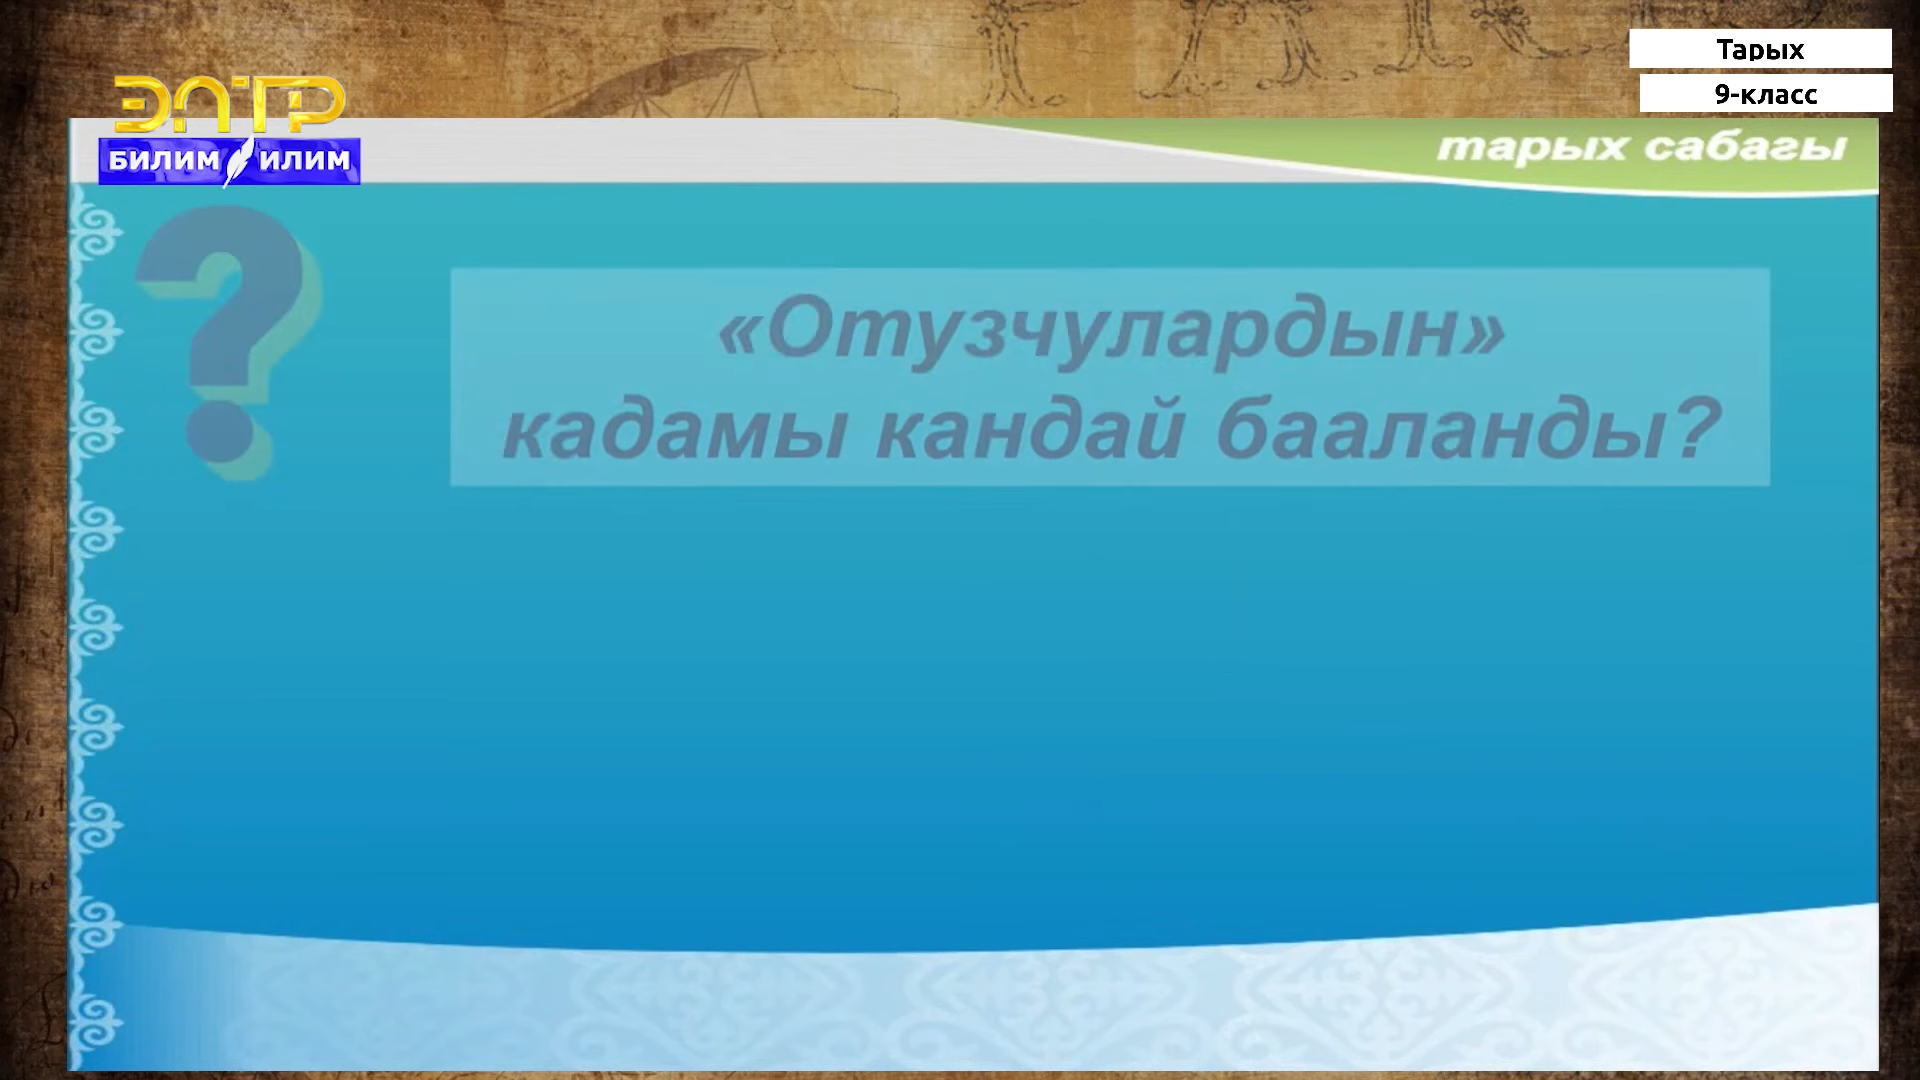 Тарых
9-класс
ЭЛТР
БИЛИМ ИЛИМ
тарых сабагы
?
«Отузчулардын»
кадамы кандай бааланды?